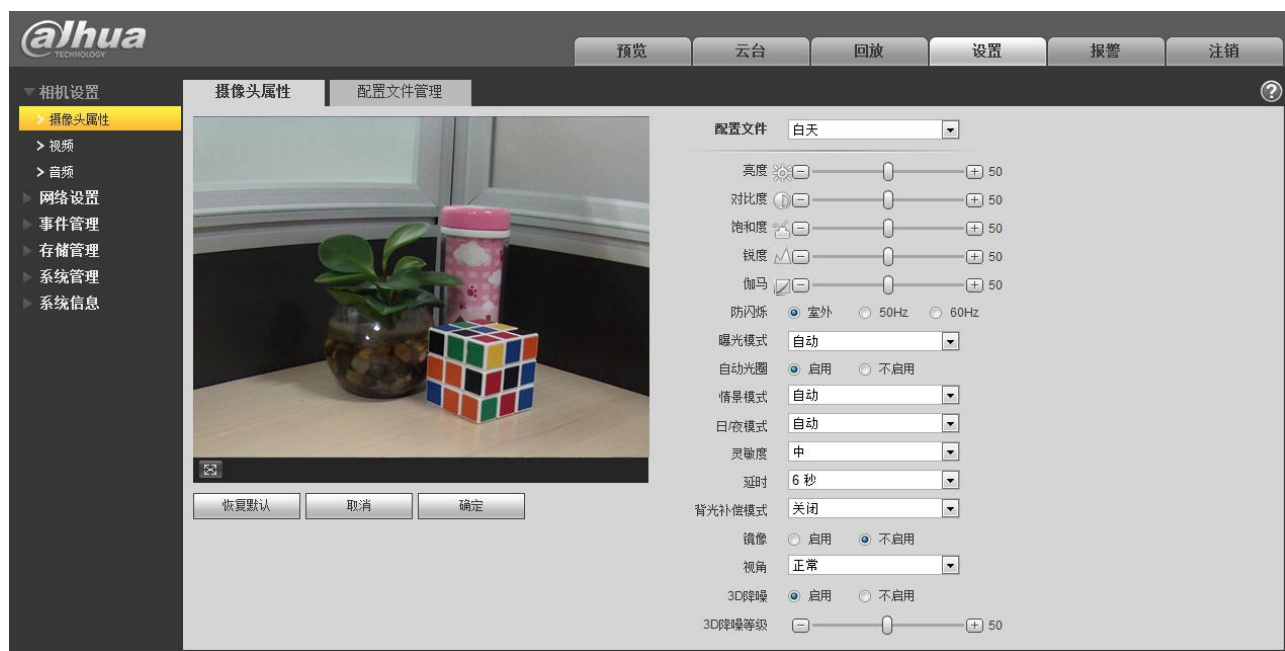 alhua
TECHNOLOGY
预览 云台 回放 设置 报警 注销
相机设置
摄像头属性
视频
音频
网络设置
事件管理
存储管理
系统管理
系统信息
摄像头属性 配置文件管理
恢复默认 取消 确定
配置文件 白天
亮度 50
对比度 50
饱和度 50
锐度 50
伽马 50
防闪烁 室外 50Hz 60Hz
曝光模式 自动
自动光圈 启用 不启用
情景模式 自动
日/夜模式 自动
灵敏度 中
延时 6 秒
背光补偿模式 关闭
镜像 启用 不启用
视角 正常
3D降噪 启用 不启用
3D降噪等级 50